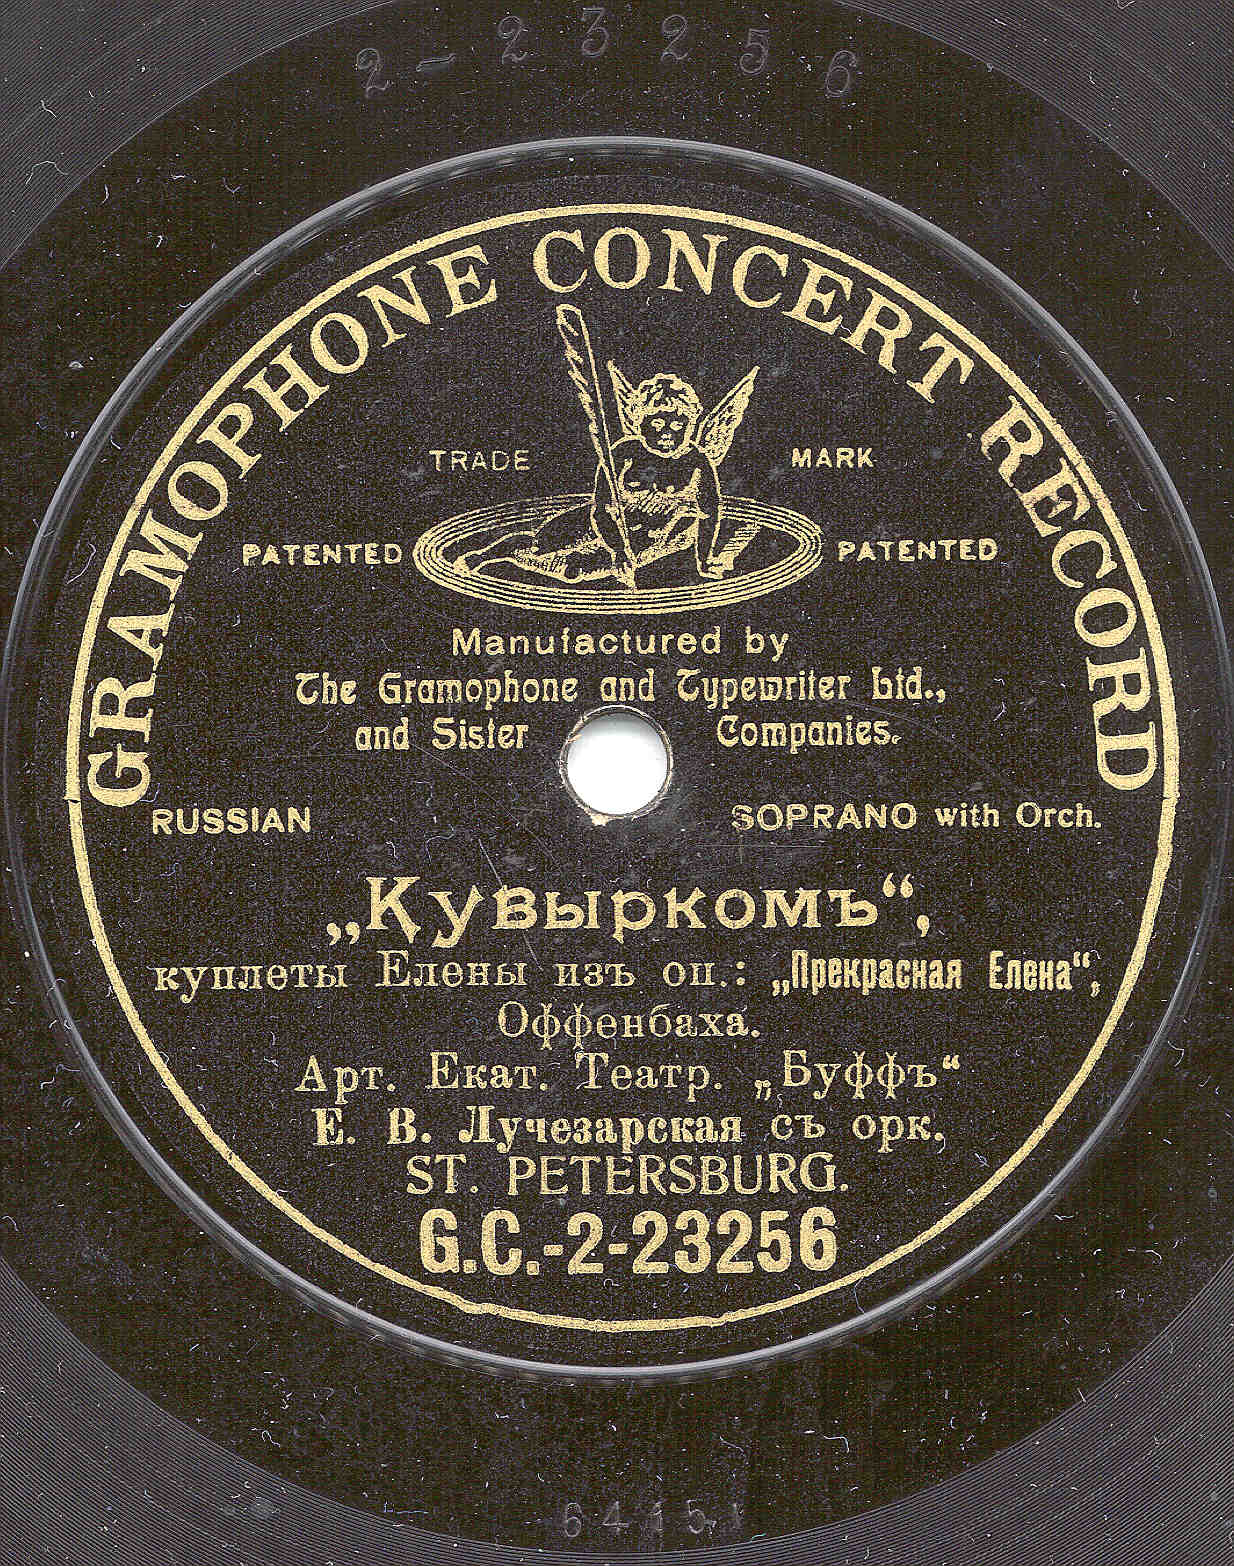 2-23256
GRAMOPHONE CONCERT RECORD
TRADE MARK
PATENTED PATENTED
Manufactured by
The Gramophone and Typewriter Ltd.,
and Sister Companies.
RUSSIAN SOPRANO with Orch.
„Кувыркомъ“,
куплеты Елены изъ оп.: „Прекрасная Елена“,
Оффенбаха.
Арт. Екат. Театр. „Буффъ“
Е. В. Лучезарская съ орк.
ST. PETERSBURG.
G.C.-2-23256